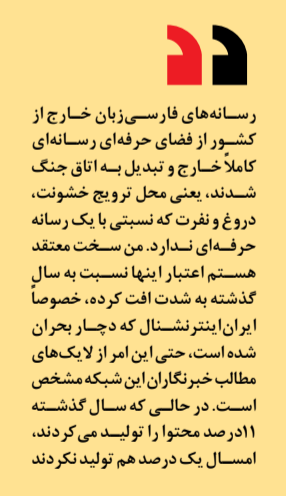 رسانه‌های فارسی‌زبان خارج از
کشور از فضای حرفه‌ای رسانه‌ای
کاملاً خارج و تبدیل به اتاق جنگ
شدند، یعنی محل ترویج خشونت،
دروغ و نفرت که نسبتی با یک رسانه
حرفه‌ای ندارد. من سخت معتقد
هستم اعتبار اینها نسبت به سال
گذشته به شدت افت کرده، خصوصاً
ایران‌اینترنشنال که دچار بحران
شده است، حتی این امر از لایک‌های
مطالب خبرنگاران این شبکه مشخص
است. در حالی که سال گذشته
۱۱درصد محتوا را تولید می‌کردند،
امسال یک درصد هم تولید نکردند